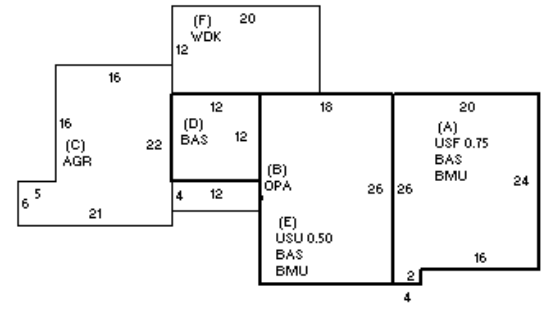 (F)
WDK
20
12
16
16
(C)
AGR
22
5
6
21
12
(D)
BAS
12
4
12
18
(B)
OPA
26
(E)
USU 0.50
BAS
BMU
20
(A)
USF 0.75
BAS
BMU
26
24
16
2
4